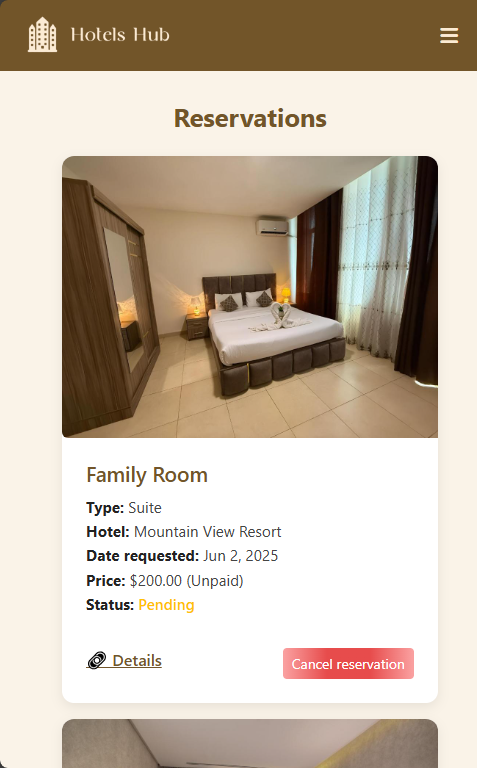 Hotels Hub
Reservations
Family Room
Type: Suite
Hotel: Mountain View Resort
Date requested: Jun 2, 2025
Price: $200.00 (Unpaid)
Status: Pending
Details
Cancel reservation